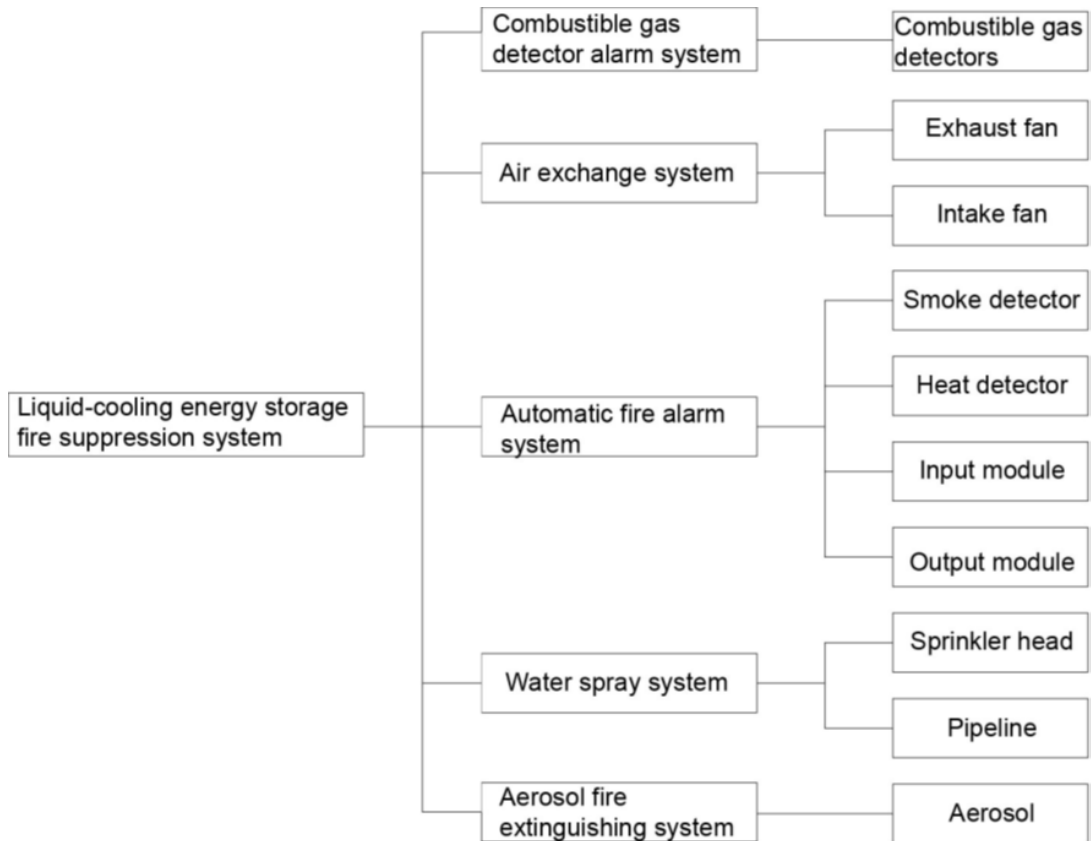 Liquid-cooling energy storage
fire suppression system
Combustible gas
detector alarm system
Combustible gas
detectors
Air exchange system
Exhaust fan
Intake fan
Automatic fire alarm
system
Smoke detector
Heat detector
Input module
Output module
Water spray system
Sprinkler head
Pipeline
Aerosol fire
extinguishing system
Aerosol